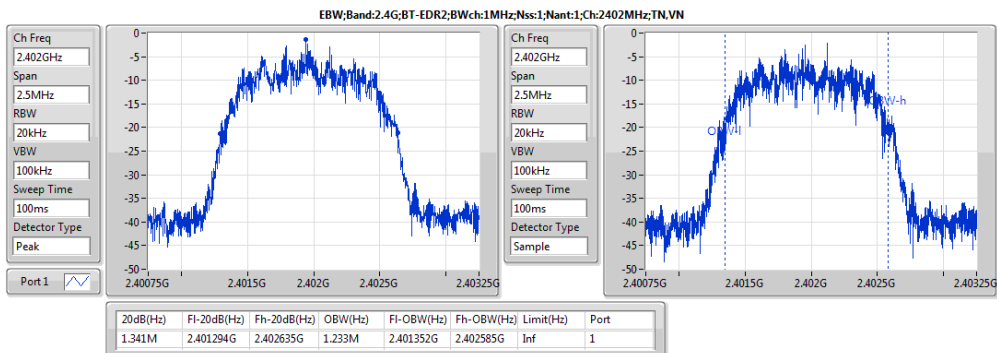 EBW;Band:2.4G;BT-EDR2;BWch:1MHz;Nss:1;Nant:1;Ch:2402MHz;TN,VN
Ch Freq
2.402GHz
Span
2.5MHz
RBW
20kHz
VBW
100kHz
Sweep Time
100ms
Detector Type
Peak
Port 1
0-
-5-
-10-
-15-
-20-
-25-
-30-
-35-
-40-
-45-
-50-
2.40075G 2.4015G 2.402G 2.4025G 2.40325G
Ch Freq
2.402GHz
Span
2.5MHz
RBW
20kHz
VBW
100kHz
Sweep Time
100ms
Detector Type
Sample
0-
-5-
-10-
-15-
-20-
-25-
-30-
-35-
-40-
-45-
-50-
2.40075G 2.4015G 2.402G 2.4025G 2.40325G
20dB(Hz) Fl-20dB(Hz) Fh-20dB(Hz) OBW(Hz) Fl-OBW(Hz) Fh-OBW(Hz) Limit(Hz) Port
1.341M 2.401294G 2.402635G 1.233M 2.401352G 2.402585G Inf 1